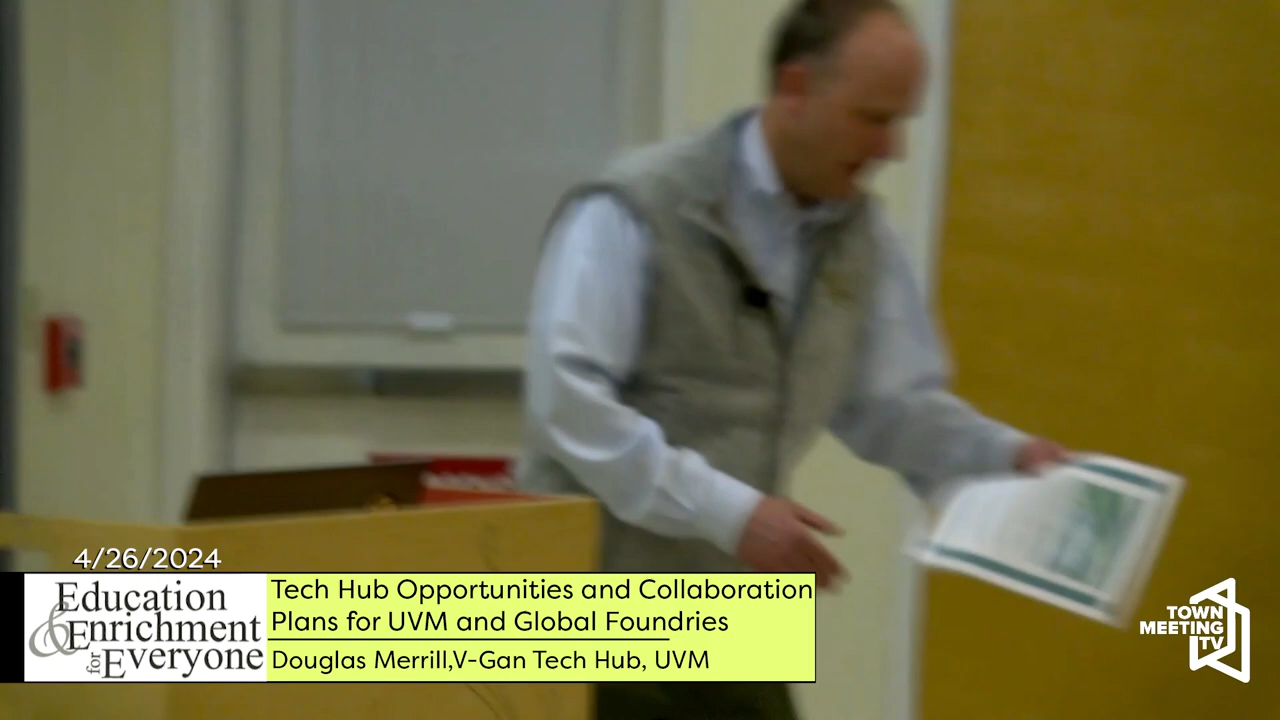 4/26/2024
Education
& Enrichment
for Everyone
Tech Hub Opportunities and Collaboration
Plans for UVM and Global Foundries
Douglas Merrill,V-Gan Tech Hub, UVM
TOWN
MEETING
TV